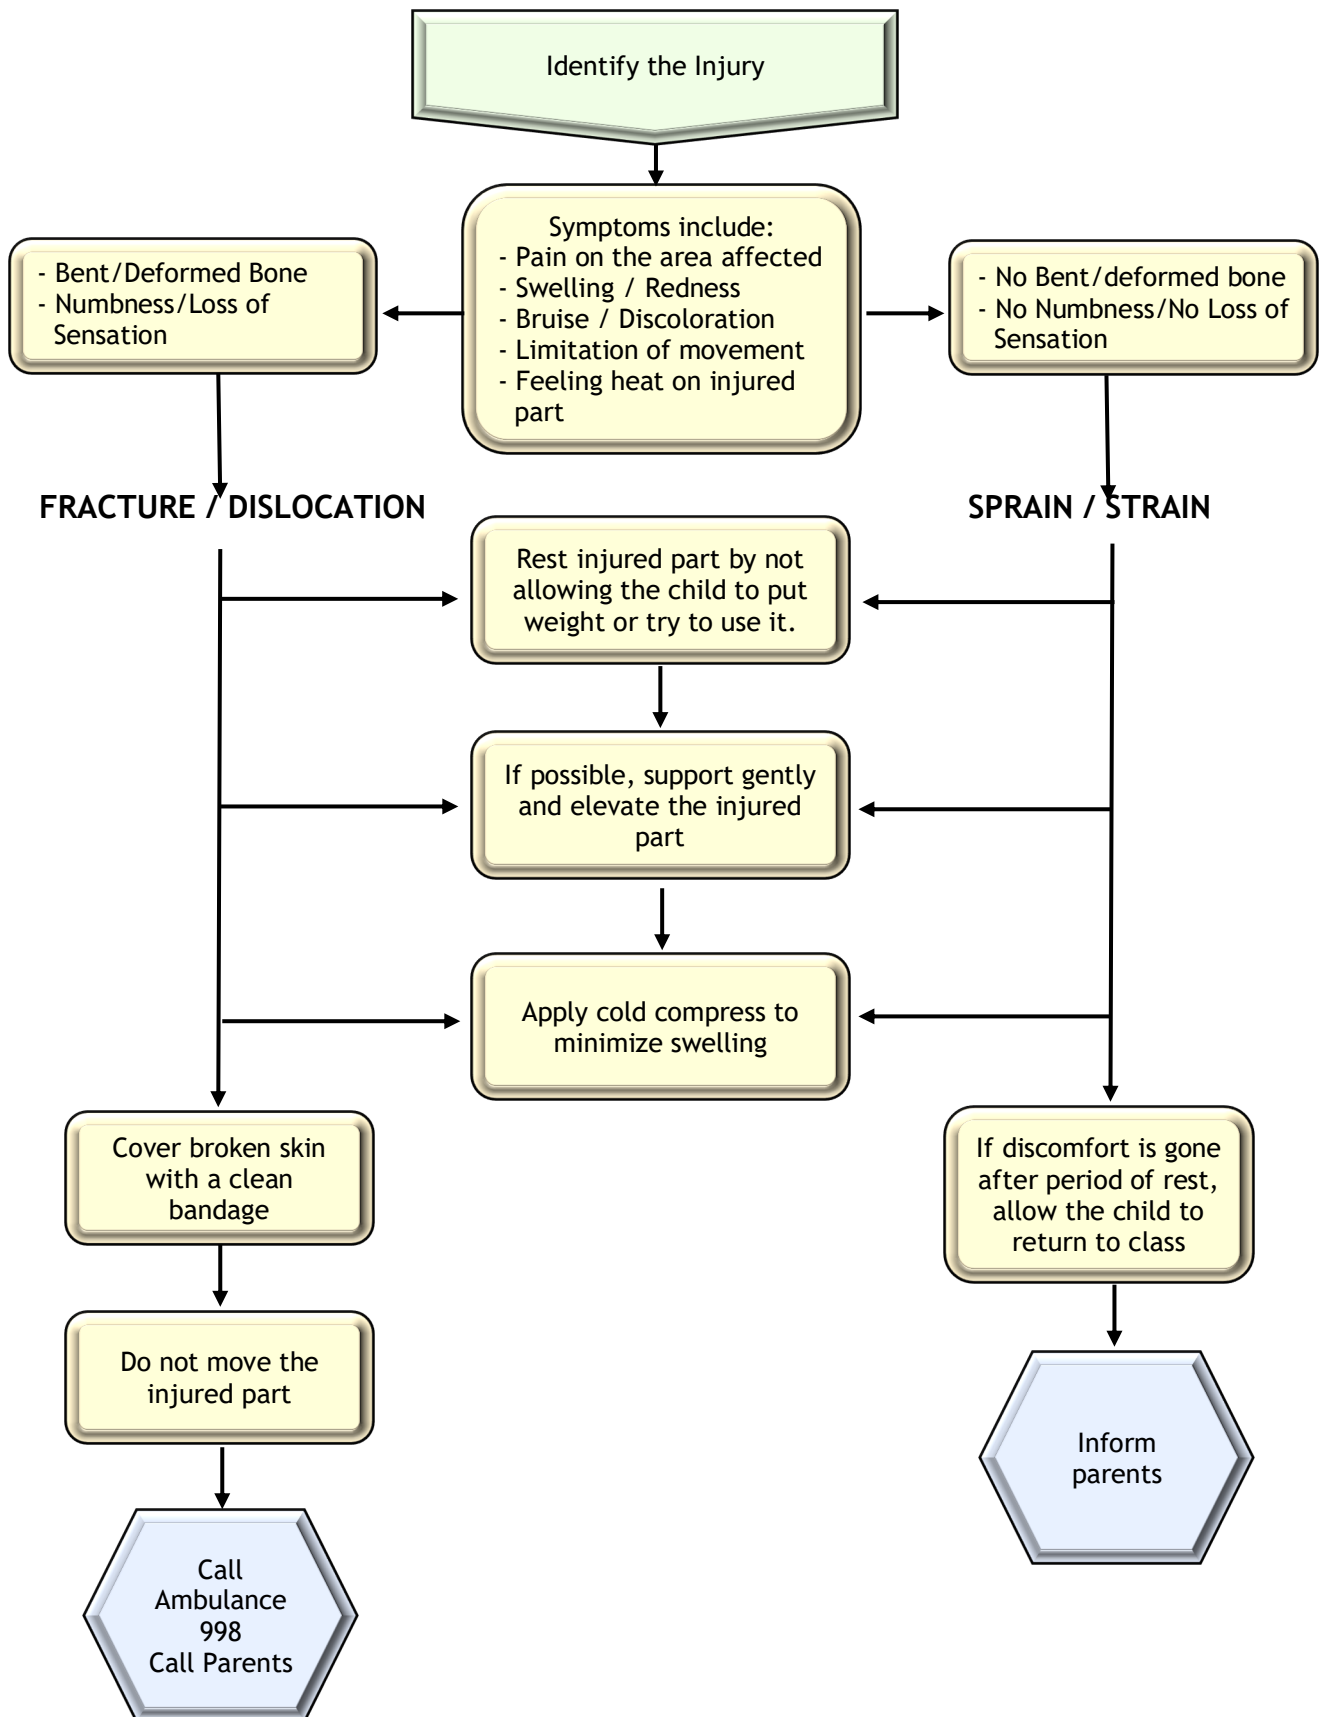 Identify the Injury
Symptoms include:
- Pain on the area affected
- Swelling / Redness
- Bruise / Discoloration
- Limitation of movement
- Feeling heat on injured
part
- Bent/Deformed Bone
- Numbness/Loss of
Sensation
- No Bent/deformed bone
- No Numbness/No Loss of
Sensation
FRACTURE / DISLOCATION
SPRAIN / STRAIN
Rest injured part by not
allowing the child to put
weight or try to use it.
If possible, support gently
and elevate the injured
part
Apply cold compress to
minimize swelling
Cover broken skin
with a clean
bandage
Do not move the
injured part
Call
Ambulance
998
Call Parents
If discomfort is gone
after period of rest,
allow the child to
return to class
Inform
parents